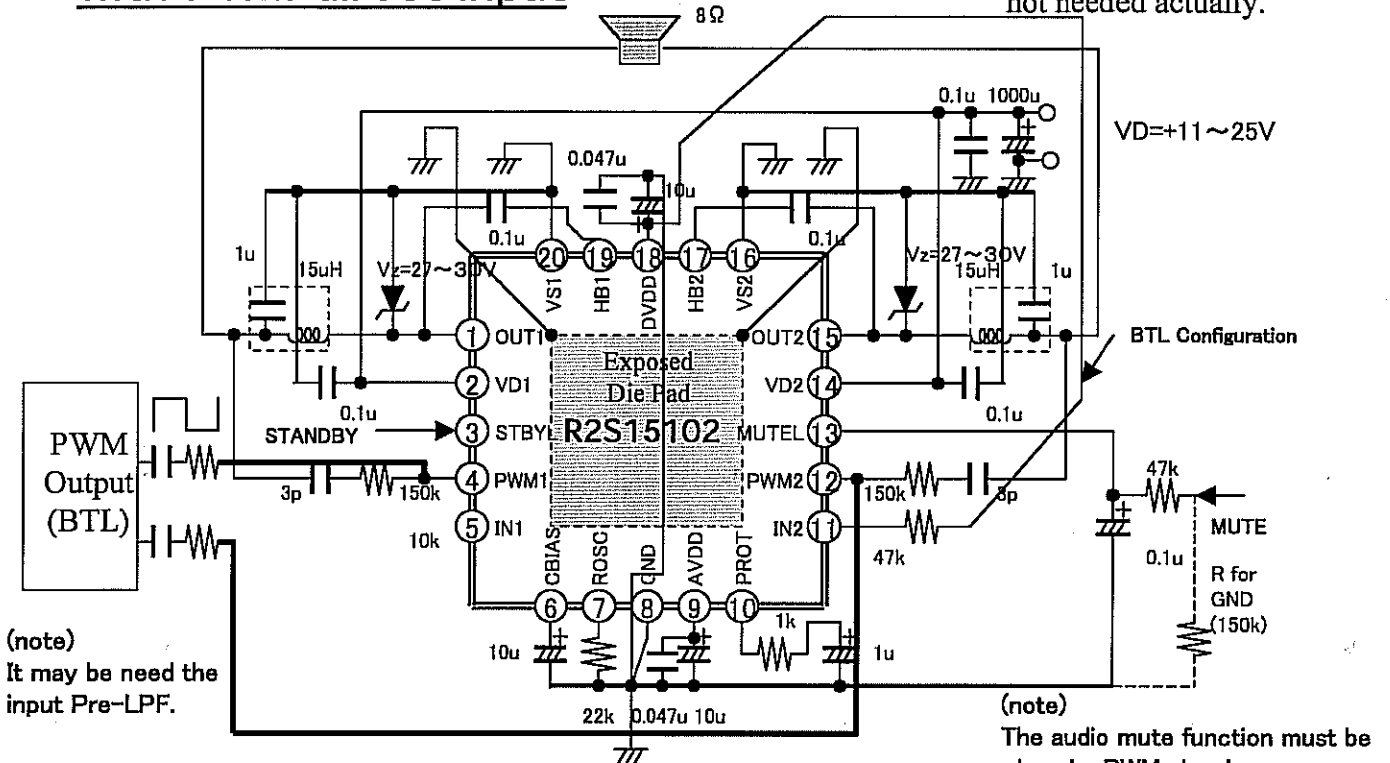 not needed actually.
8Ω
0.1u 1000u
VD=+11～25V
0.047u
10u
0.1u
0.1u
1u
15uH
Vz=27～30V
Vz=27～30V
15uH
1u
20 19 18 17 16
VS1 HB1 DVDD HB2 VS2
1 OUT1
OUT2 15
BTL Configuration
Exposed
Die Pad
R2S15102
2 VD1
VD2 14
0.1u
0.1u
PWM
Output
(BTL)
STANDBY
3 STBYL
MUTEL 13
4 PWM1
PWM2 12
3p
150k
150k
3p
47k
MUTE
5 IN1
IN2 11
10k
47k
0.1u
R for
GND
(150k)
CBIAS ROSC GND AVDD PROT
6 7 8 9 10
1k
10u
1u
22k 0.047u 10u
(note)
It may be need the
input Pre-LPF.
(note)
The audio mute function must be